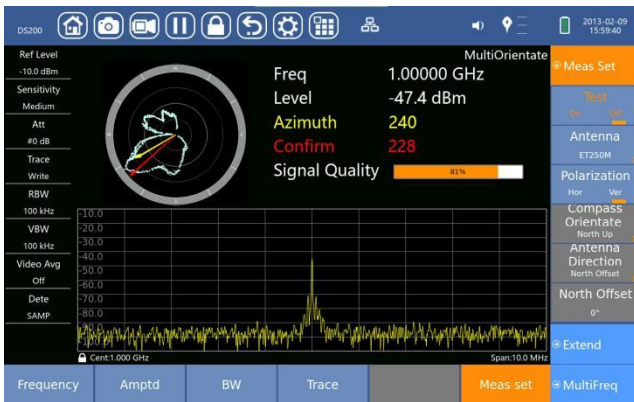 DS200
2013-02-09
15:59:40
Ref Level
-10.0 dBm
Sensitivity
Medium
Att
#0 dB
Trace
Write
RBW
100 kHz
VBW
100 kHz
Video Avg
Off
Dete
SAMP
MultiOrientate
Freq 1.00000 GHz
Level -47.4 dBm
Azimuth 240
Confirm 228
Signal Quality 81%
-10.0
-20.0
-30.0
-40.0
-50.0
-60.0
-70.0
-80.0
Cent:1.000 GHz
Span:10.0 MHz
Meas Set
Test
On Off
Antenna
ET250M
Polarization
Hor Ver
Compass
Orientate
North Up
Antenna
Direction
North Offset
North Offset
0°
Extend
MultiFreq
Frequency
Amptd
BW
Trace
Meas set